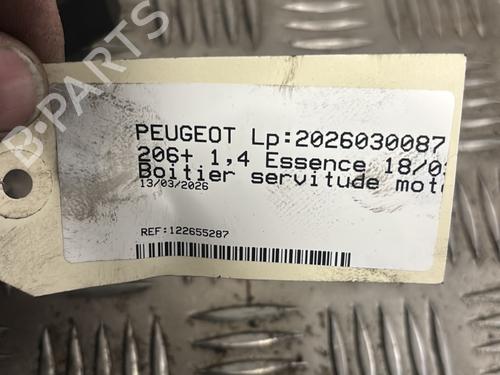 B-PARTS
PEUGEOT Lp:2026030087
206+ 1,4 Essence 18/0
Boitier servitude mot
13/03/2026
REF:122655287